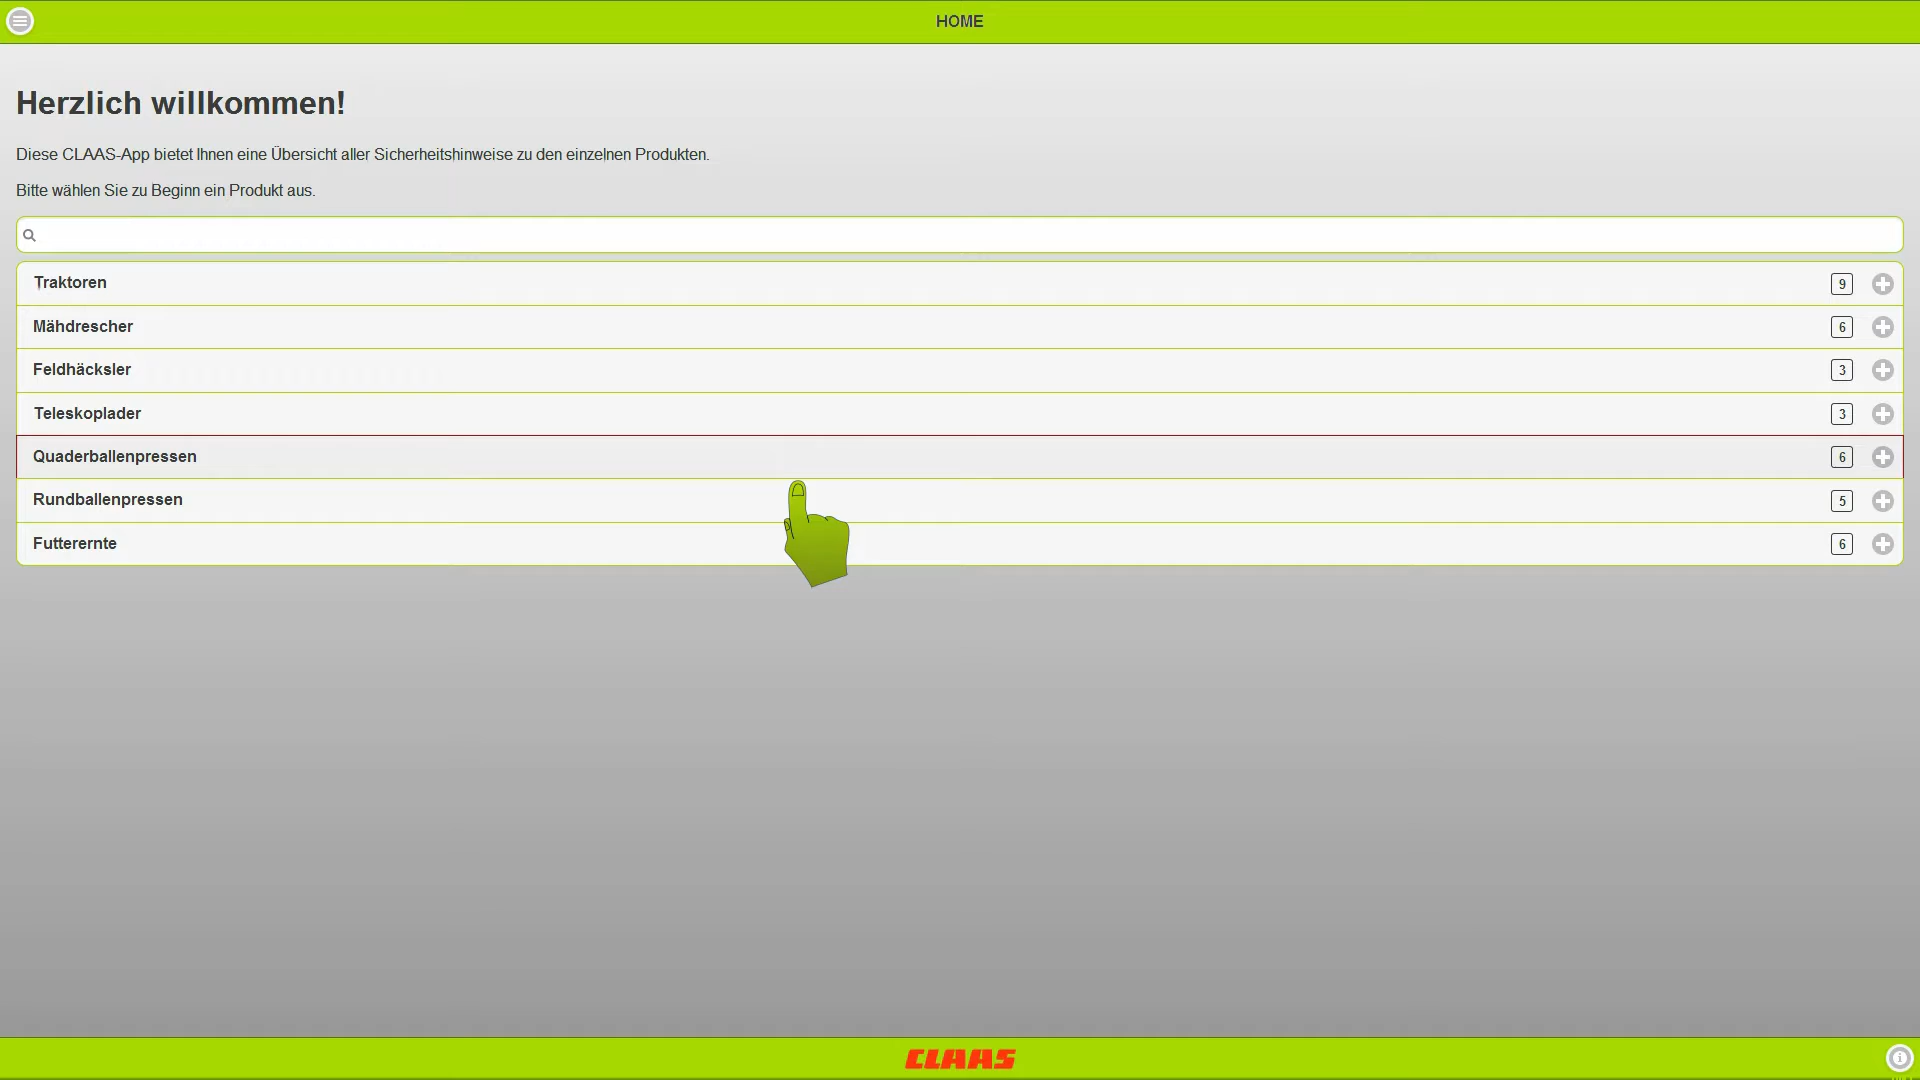 HOME
Herzlich willkommen!
Diese CLAAS-App bietet Ihnen eine Übersicht aller Sicherheitshinweise zu den einzelnen Produkten.
Bitte wählen Sie zu Beginn ein Produkt aus.
Traktoren 9
Mähdrescher 6
Feldhäcksler 3
Teleskoplader 3
Quaderballenpressen 6
Rundballenpressen 5
Futterernte 6
CLAAS